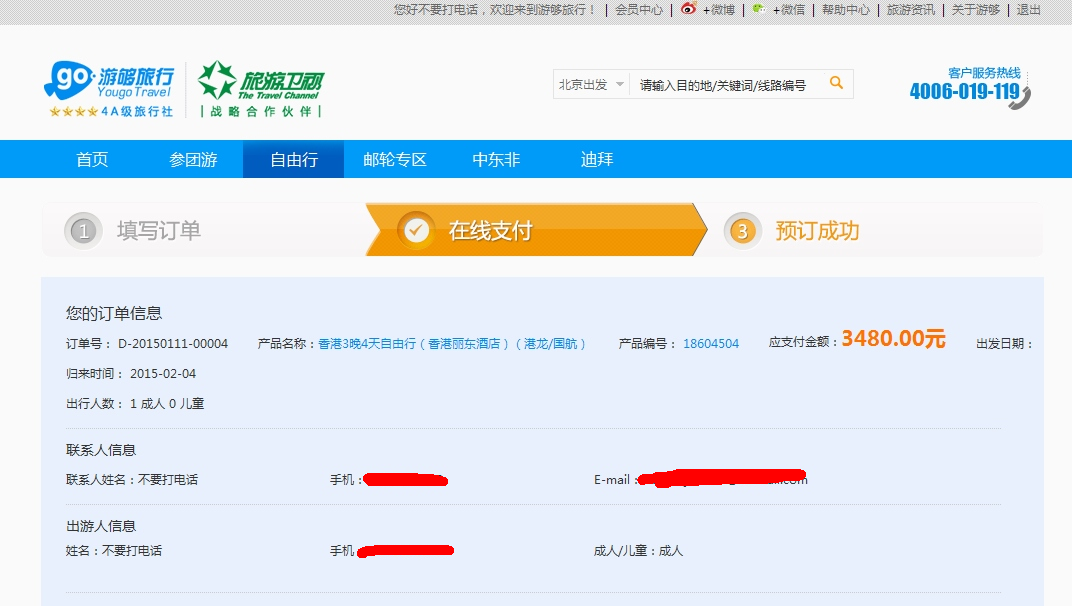 您好不要打电话，欢迎来到游够旅行！ | 会员中心 | +微博 | +微信 | 帮助中心 | 旅游资讯 | 关于游够 | 退出
go 游够旅行
YougoTravel
4A级旅行社
旅游卫视
The Travel Channel
| 战略合作伙伴 |
北京出发 请输入目的地/关键词/线路编号
客户服务热线
4006-019-119
首页 参团游 自由行 邮轮专区 中东非 迪拜
1 填写订单 在线支付 3 预订成功
您的订单信息
订单号： D-20150111-00004 产品名称：香港3晚4天自由行（香港丽东酒店）（港龙/国航） 产品编号： 18604504 应支付金额：3480.00元 出发日期：
归来时间： 2015-02-04
出行人数： 1 成人 0 儿童
联系人信息
联系人姓名：不要打电话 手机： E-mail：
出游人信息
姓名：不要打电话 手机 成人/儿童：成人